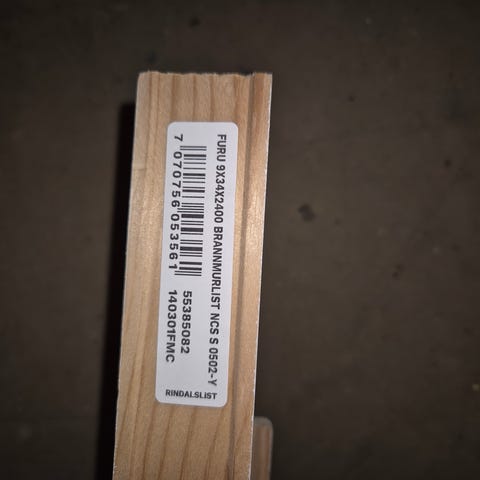 FURU 9X34X2400 BRANNMURLIST NCS S 0502-Y
7 070756 053561
55385082
140301FMC
RINDALSLIST